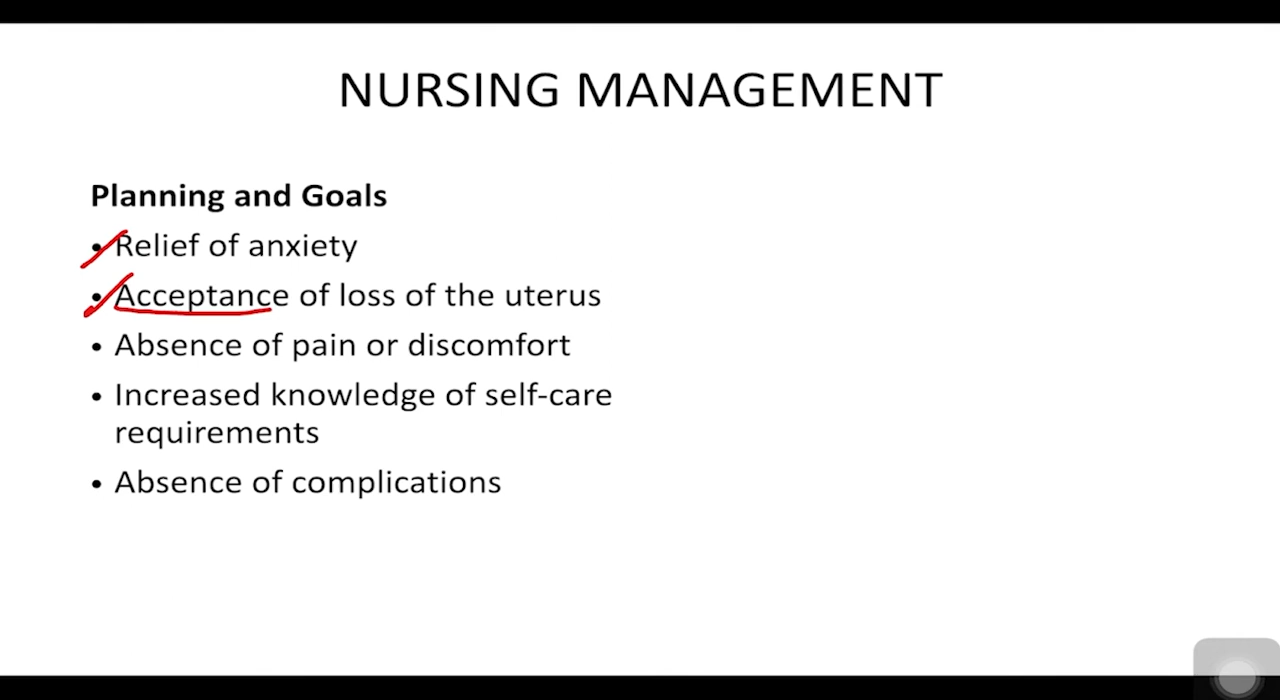 NURSING MANAGEMENT
Planning and Goals
• Relief of anxiety
• Acceptance of loss of the uterus
• Absence of pain or discomfort
• Increased knowledge of self-care
requirements
• Absence of complications